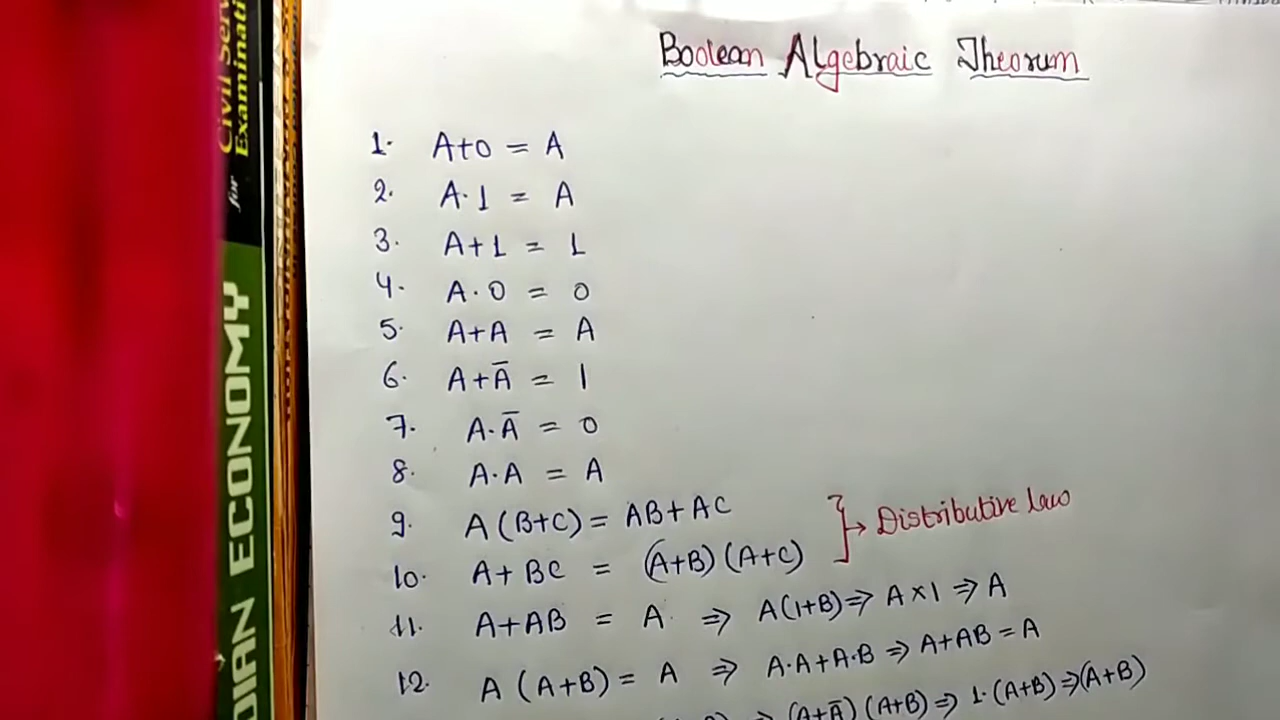 Civil Serv
for Examinati
DIAN ECONOMY
Boolean Algebraic Theorum
1. A+0 = A
2. A·1 = A
3. A+1 = 1
4. A·0 = 0
5. A+A = A
6. A+Ā = 1
7. A·Ā = 0
8. A·A = A
9. A(B+C) = AB+AC
10. A+BC = (A+B)(A+C)
→ Distributive law
11. A+AB = A ⇒ A(1+B) ⇒ A×1 ⇒ A
12. A(A+B) = A ⇒ A·A+A·B ⇒ A+AB = A
⇒ (A+Ā)(A+B) ⇒ 1·(A+B) ⇒ (A+B)